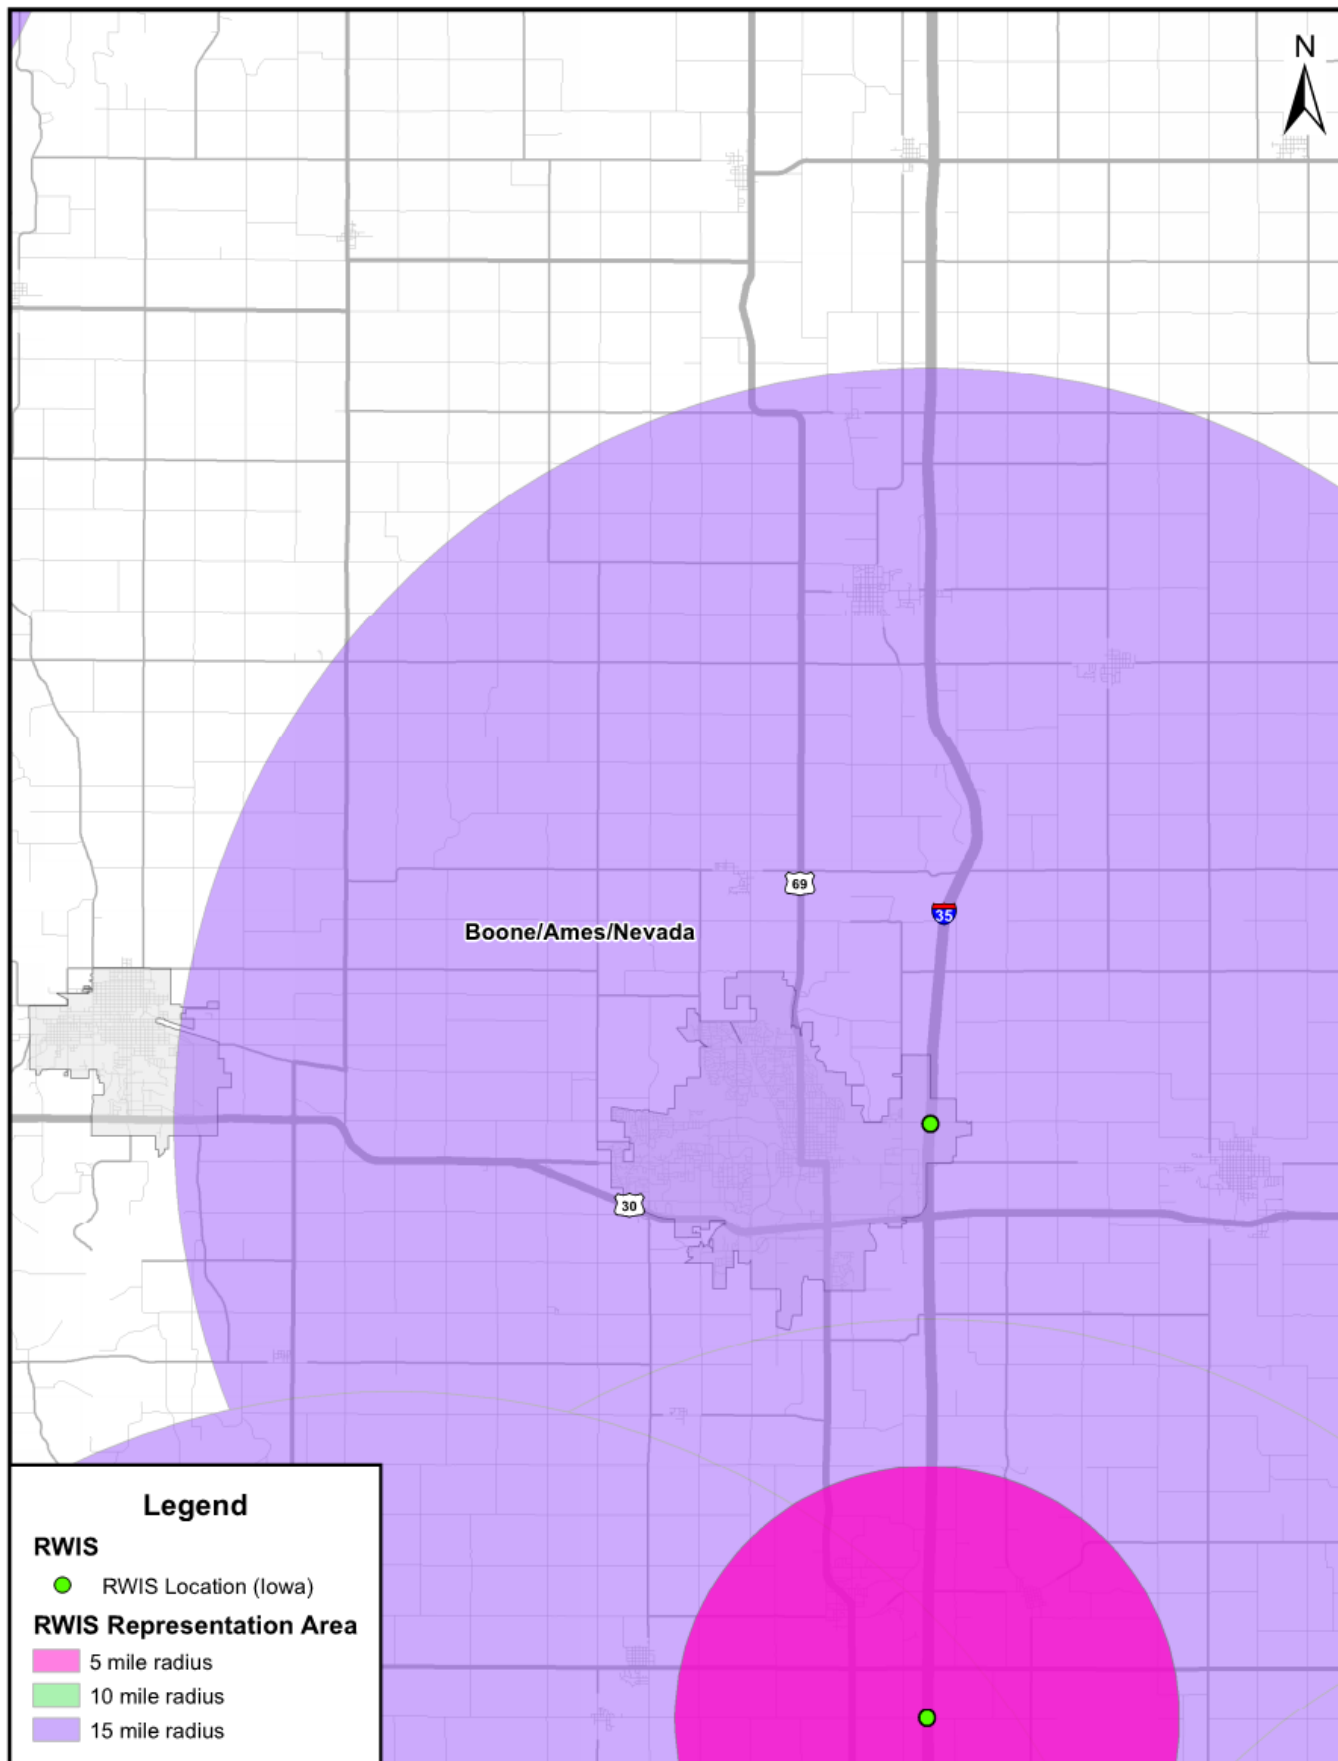 N
69
35
Boone/Ames/Nevada
30
Legend
RWIS
RWIS Location (Iowa)
RWIS Representation Area
5 mile radius
10 mile radius
15 mile radius